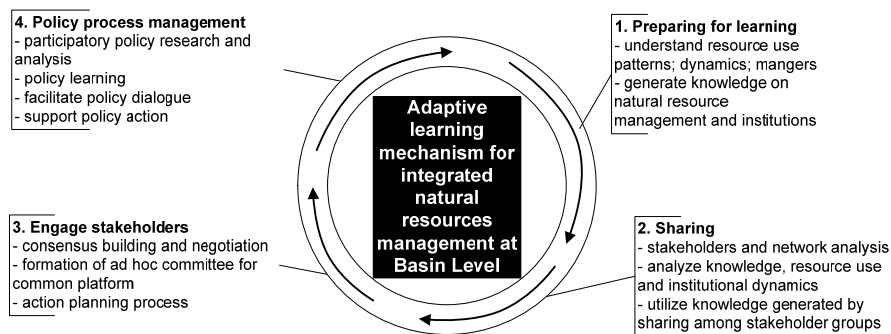 4. Policy process management
- participatory policy research and
analysis
- policy learning
- facilitate policy dialogue
- support policy action
1. Preparing for learning
- understand resource use
patterns; dynamics; mangers
- generate knowledge on
natural resource
management and institutions
Adaptive
learning
mechanism for
integrated
natural
resources
management at
Basin Level
3. Engage stakeholders
- consensus building and negotiation
- formation of ad hoc committee for
common platform
- action planning process
2. Sharing
- stakeholders and network analysis
- analyze knowledge, resource use
and institutional dynamics
- utilize knowledge generated by
sharing among stakeholder groups